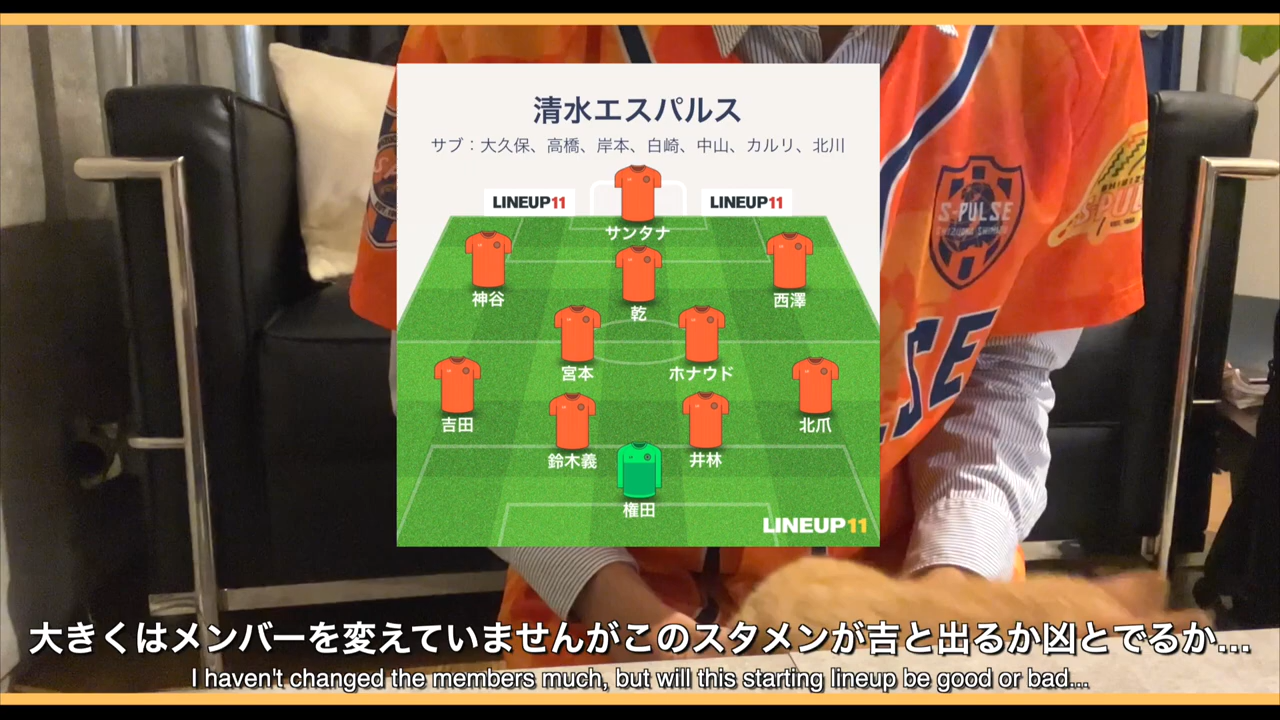 清水エスパルス
サブ：大久保、高橋、岸本、白崎、中山、カルリ、北川
LINEUP11
LINEUP11
サンタナ
神谷
乾
西澤
宮本
ホナウド
吉田
北爪
鈴木義
井林
権田
LINEUP11
S-PULSE
大きくはメンバーを変えていませんがこのスタメンが吉と出るか凶とでるか...
I haven't changed the members much, but will this starting lineup be good or bad...